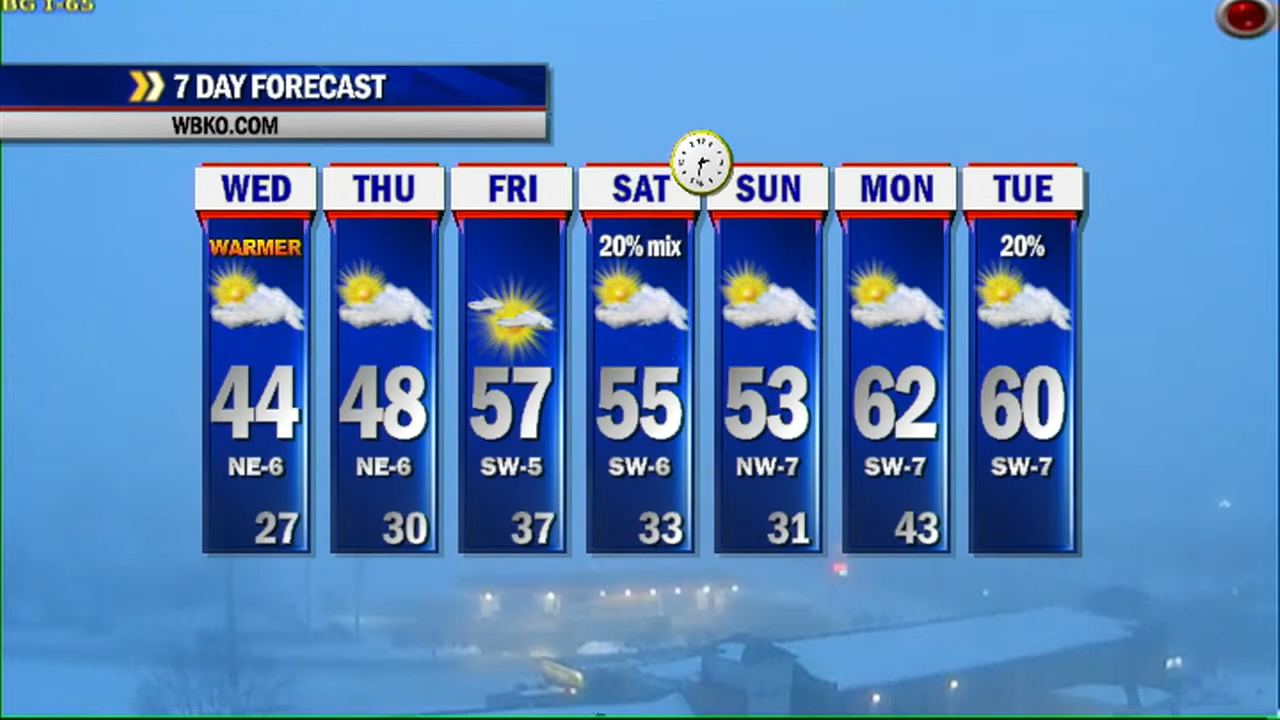 BG I-65
7 DAY FORECAST
WBKO.COM
WED THU FRI SAT SUN MON TUE
WARMER 20% mix 20%
44 48 57 55 53 62 60
NE-6 NE-6 SW-5 SW-6 NW-7 SW-7 SW-7
27 30 37 33 31 43